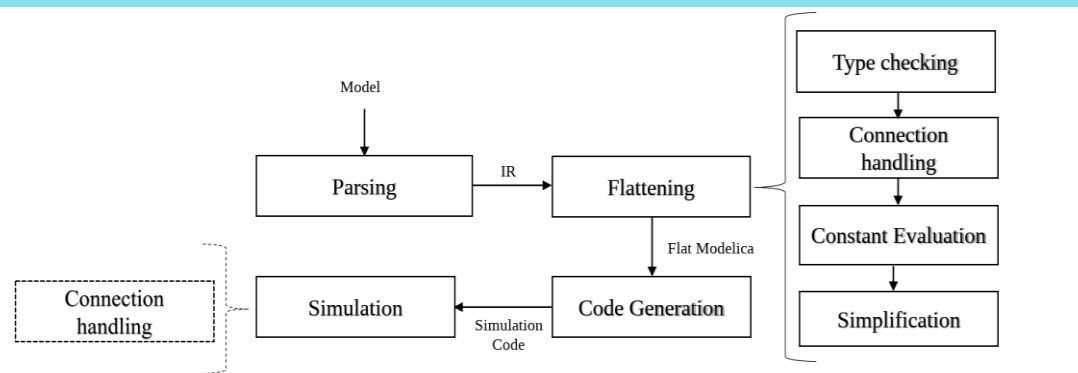 Model
Parsing
IR
Flattening
Flat Modelica
Code Generation
Simulation
Code
Simulation
Connection
handling
Type checking
Connection
handling
Constant Evaluation
Simplification